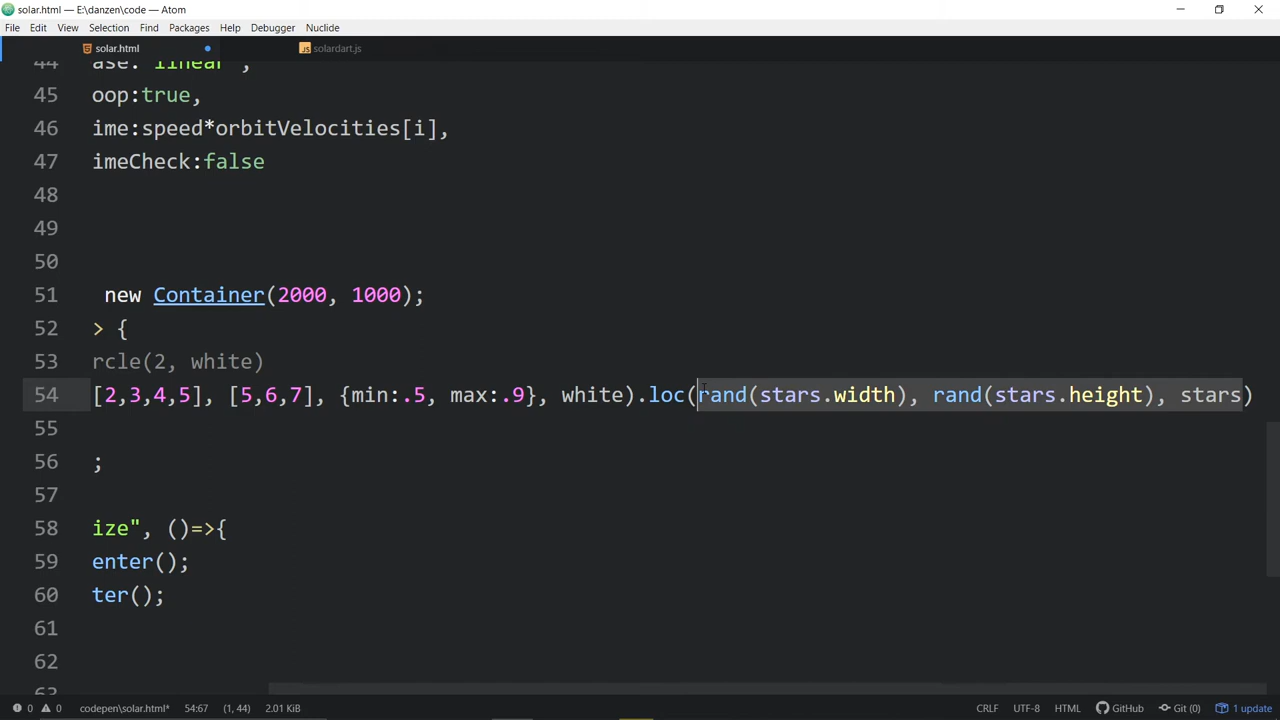 solar.html — E:\danzen\code — Atom
File Edit View Selection Find Packages Help Debugger Nuclide
solar.html solardart.js
44 ase:"linear",
45 oop:true,
46 ime:speed*orbitVelocities[i],
47 imeCheck:false
48
49
50
51 new Container(2000, 1000);
52 > {
53 rcle(2, white)
54 [2,3,4,5], [5,6,7], {min:.5, max:.9}, white).loc(rand(stars.width), rand(stars.height), stars)
55
56 ;
57
58 ize", ()=>{
59 enter();
60 ter();
61
62
63
0 0 codepen\solar.html* 54:67 (1, 44) 2.01 KiB CRLF UTF-8 HTML GitHub Git (0) 1 update